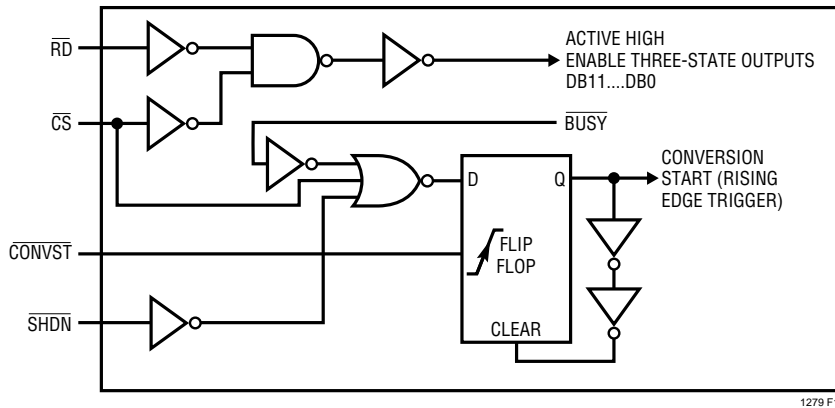 RD
ACTIVE HIGH
ENABLE THREE-STATE OUTPUTS
DB11....DB0
CS
BUSY
D
Q
CONVERSION
START (RISING
EDGE TRIGGER)
CONVST
FLIP
FLOP
SHDN
CLEAR